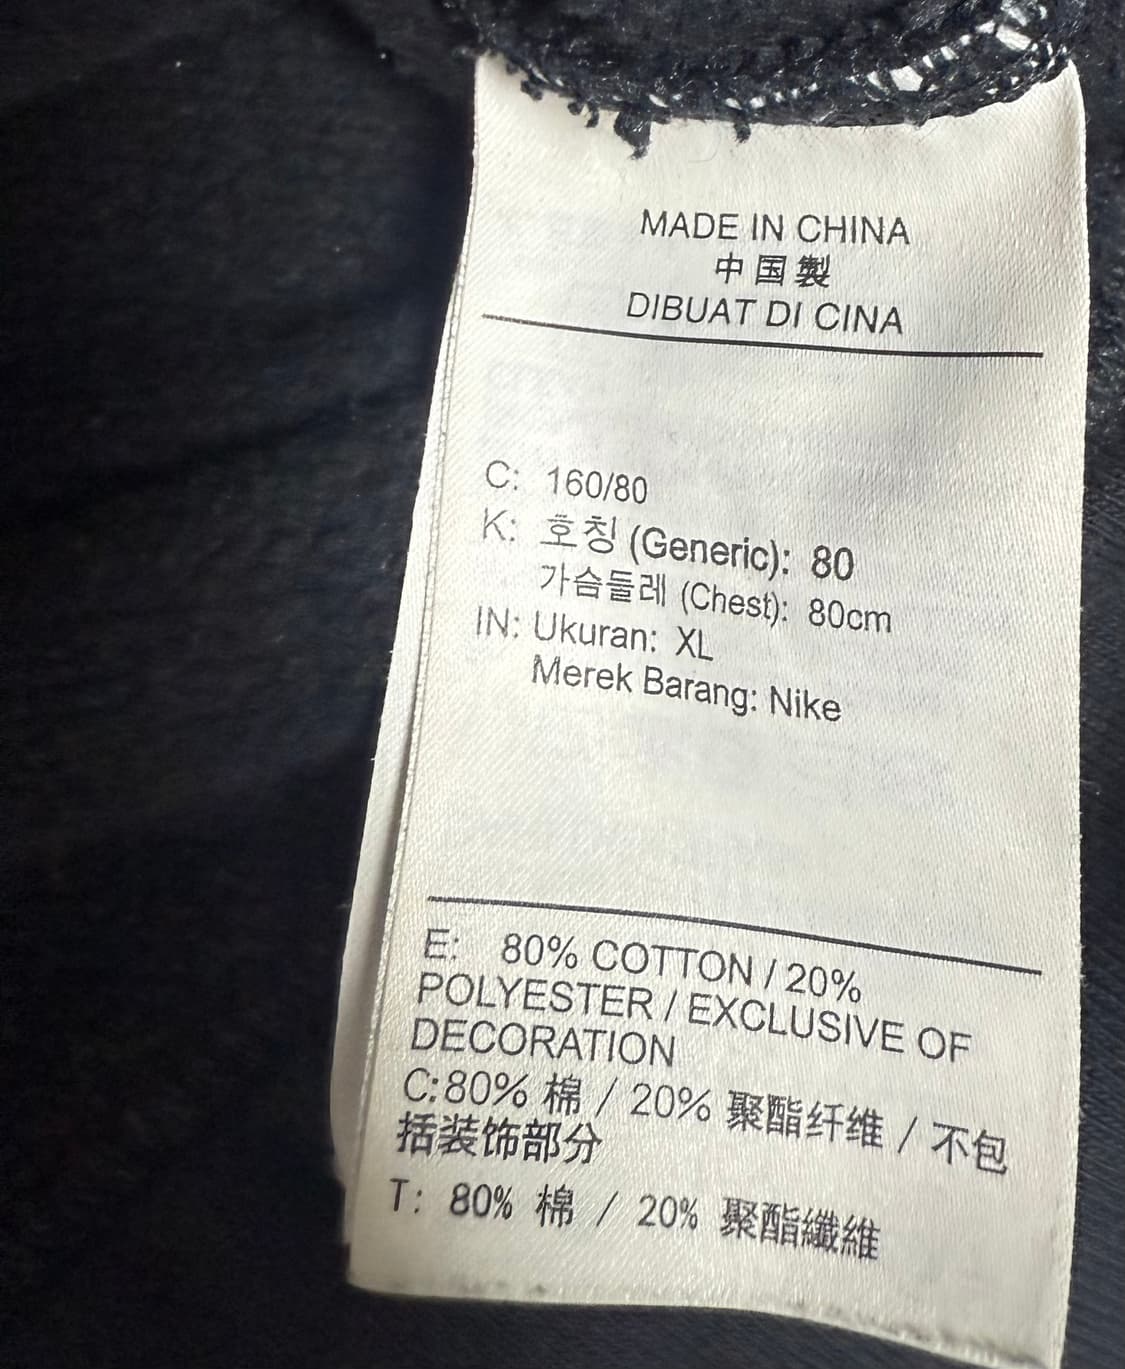 MADE IN CHINA
中国製
DIBUAT DI CINA
C: 160/80
K: 호칭 (Generic): 80
가슴둘레 (Chest): 80cm
IN: Ukuran: XL
Merek Barang: Nike
E: 80% COTTON / 20%
POLYESTER / EXCLUSIVE OF
DECORATION
C:80% 棉 / 20% 聚酯纤维 / 不包
括装饰部分
T: 80% 棉 / 20% 聚酯纖維